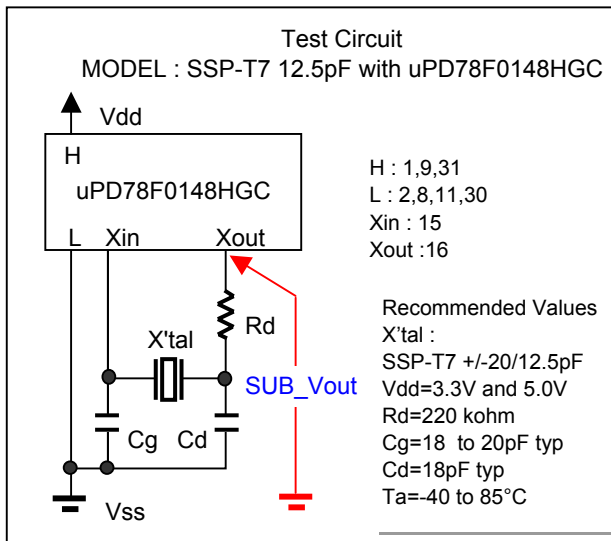 Test Circuit
MODEL : SSP-T7 12.5pF with uPD78F0148HGC
Vdd
H
uPD78F0148HGC
L Xin Xout
H : 1,9,31
L : 2,8,11,30
Xin : 15
Xout :16
Rd
X'tal
SUB_Vout
Cg Cd
Vss
Recommended Values
X’tal :
SSP-T7 +/-20/12.5pF
Vdd=3.3V and 5.0V
Rd=220 kohm
Cg=18 to 20pF typ
Cd=18pF typ
Ta=-40 to 85°C